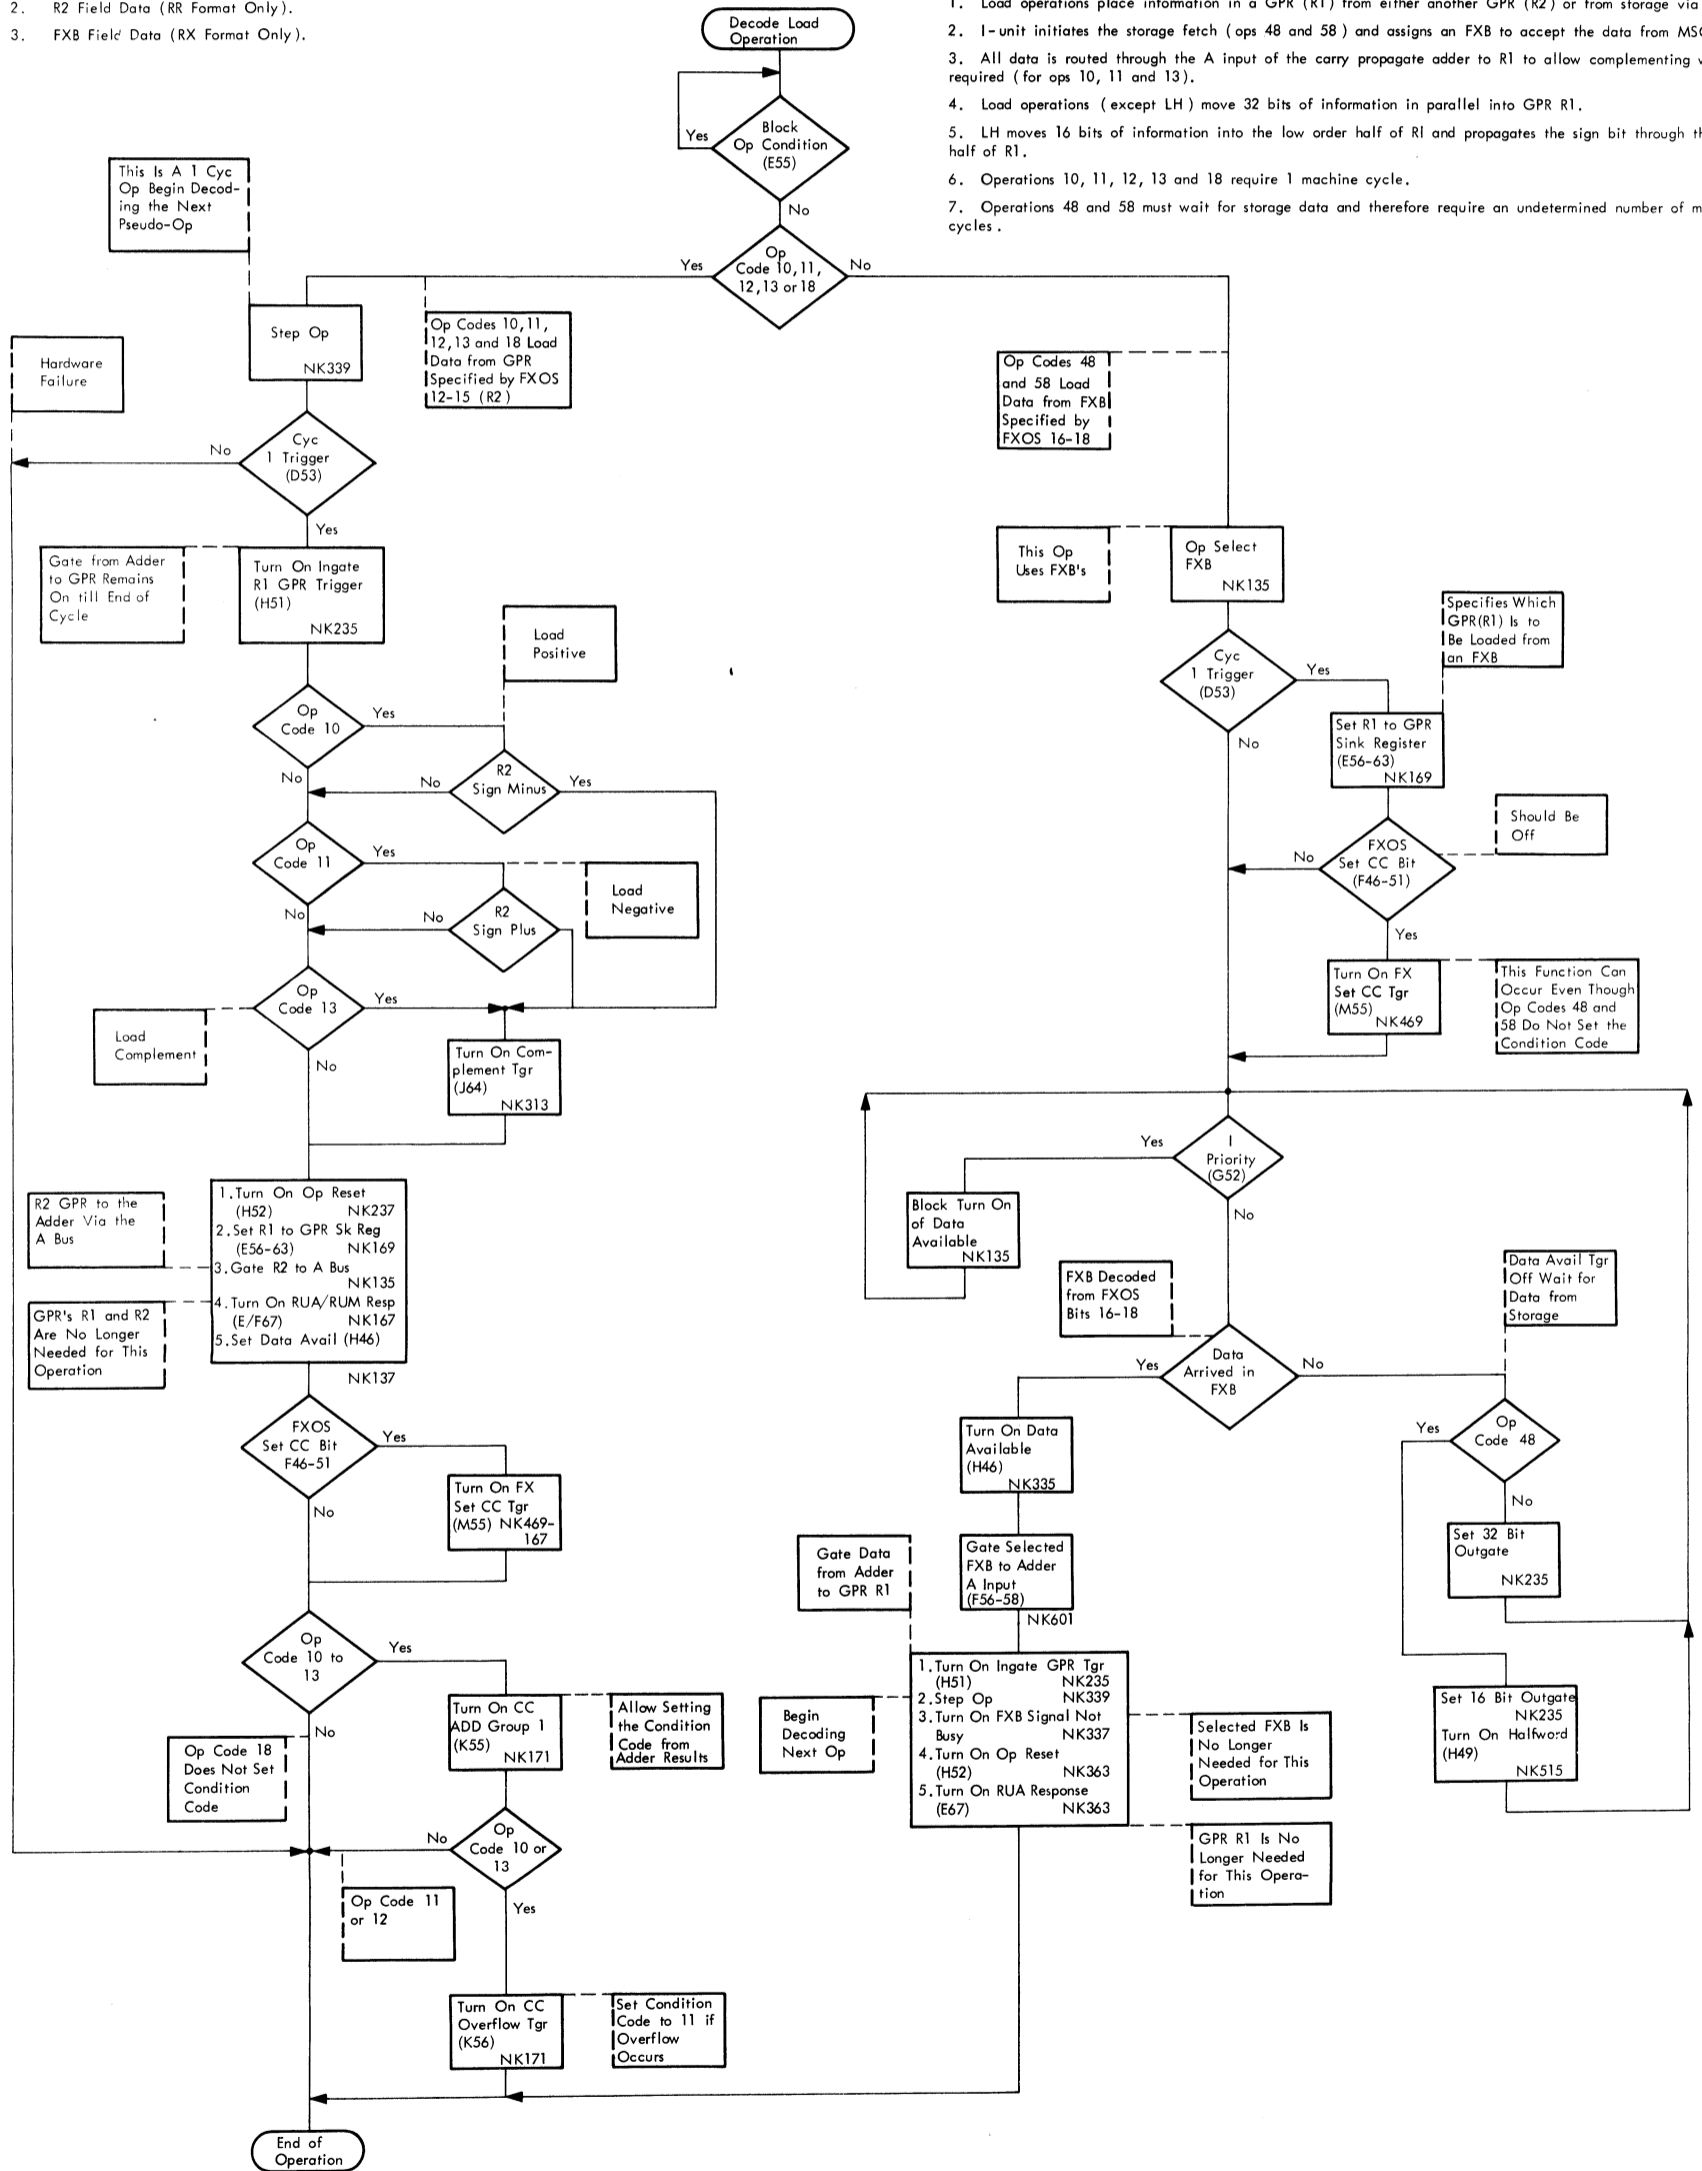 2. R2 Field Data (RR Format Only).
3. FXB Field Data (RX Format Only).
1. Load operations place information in a GPR (R1) from either another GPR (R2) or from storage via
2. I-unit initiates the storage fetch (ops 48 and 58) and assigns an FXB to accept the data from
3. All data is routed through the A input of the carry propagate adder to R1 to allow complementing
required (for ops 10, 11 and 13).
4. Load operations (except LH) move 32 bits of information in parallel into GPR R1.
5. LH moves 16 bits of information into the low order half of R1 and propagates the sign bit through
half of R1.
6. Operations 10, 11, 12, 13 and 18 require 1 machine cycle.
7. Operations 48 and 58 must wait for storage data and therefore require an undetermined number of
cycles.
Decode Load
Operation
Block
Op Condition
(E55)
Yes
No
Op
Code 10, 11,
12, 13 or 18
Yes
No
This Is A 1 Cyc
Op Begin Decod-
ing the Next
Pseudo-Op
Step Op
NK339
Op Codes 10, 11,
12, 13 and 18 Load
Data from GPR
Specified by FXOS
12-15 (R2)
Hardware
Failure
Cyc
1 Trigger
(D53)
No
Yes
Gate from Adder
to GPR Remains
On till End of
Cycle
Turn On Ingate
R1 GPR Trigger
(H51)
NK235
Load
Positive
Op
Code 10
Yes
No
R2
Sign Minus
No
Yes
Op
Code 11
Yes
No
Load
Negative
R2
Sign Plus
No
Op
Code 13
Yes
No
Load
Complement
Turn On Com-
plement Tgr
(J64)
NK313
R2 GPR to the
Adder Via the
A Bus
GPR's R1 and R2
Are No Longer
Needed for This
Operation
1. Turn On Op Reset
(H52) NK237
2. Set R1 to GPR Sk Reg
(E56-63) NK169
3. Gate R2 to A Bus
NK135
4. Turn On RUA/RUM Resp
(E/F67) NK167
5. Set Data Avail (H46)
NK137
FXOS
Set CC Bit
F46-51
Yes
No
Turn On FX
Set CC Tgr
(M55) NK469-
167
Op
Code 10 to
13
Yes
No
Op Code 18
Does Not Set
Condition
Code
Turn On CC
ADD Group 1
(K55)
NK171
Allow Setting
the Condition
Code from
Adder Results
Op
Code 10 or
13
No
Yes
Op Code 11
or 12
Turn On CC
Overflow Tgr
(K56)
NK171
Set Condition
Code to 11 if
Overflow
Occurs
End of
Operation
Op Codes 48
and 58 Load
Data from FXB
Specified by
FXOS 16-18
This Op
Uses FXB's
Op Select
FXB
NK135
Cyc
1 Trigger
(D53)
Yes
No
Specifies Which
GPR(R1) Is to
Be Loaded from
an FXB
Set R1 to GPR
Sink Register
(E56-63)
NK169
FXOS
Set CC Bit
(F46-51)
No
Yes
Should Be
Off
Turn On FX
Set CC Tgr
(M55)
NK469
This Function Can
Occur Even Though
Op Codes 48 and
58 Do Not Set the
Condition Code
I
Priority
(G52)
Yes
No
Block Turn On
of Data
Available
NK135
FXB Decoded
from FXOS
Bits 16-18
Data
Arrived in
FXB
Yes
No
Data Avail Tgr
Off Wait for
Data from
Storage
Turn On Data
Available
(H46)
NK335
Op
Code 48
Yes
No
Set 32 Bit
Outgate
NK235
Gate Data
from Adder
to GPR R1
Gate Selected
FXB to Adder
A Input
(F56-58)
NK601
Set 16 Bit Outgate
NK235
Turn On Halfword
(H49)
NK515
Begin
Decoding
Next Op
1. Turn On Ingate GPR Tgr
(H51) NK235
2. Step Op NK339
3. Turn On FXB Signal Not
Busy NK337
4. Turn On Op Reset
(H52) NK363
5. Turn On RUA Response
(E67) NK363
Selected FXB Is
No Longer
Needed for This
Operation
GPR R1 Is No
Longer Needed
for This Opera-
tion